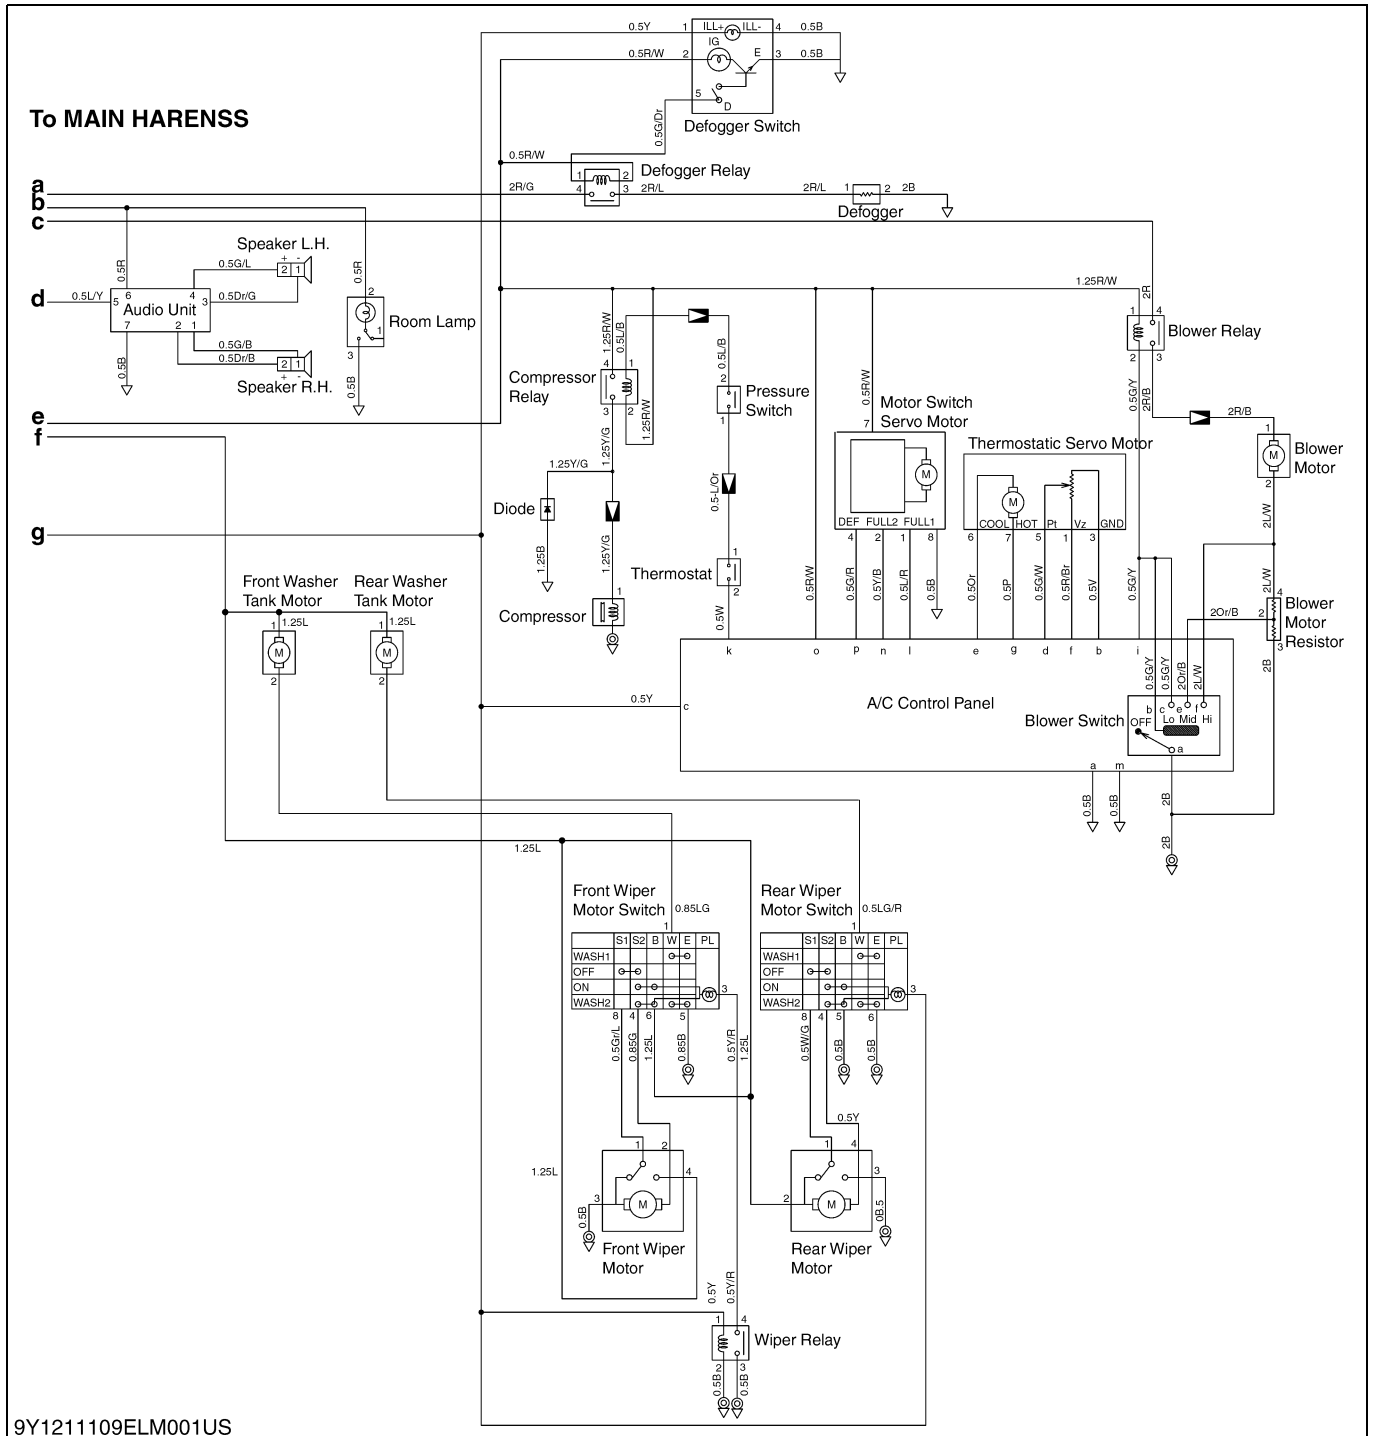 0.5Y
1
ILL+
ILL-
4
0.5B
IG
0.5R/W
2
E
3
0.5B
5
D
Defogger Switch
0.5G/Dr
To MAIN HARENSS
0.5R/W
1
2
Defogger Relay
a
2R/G
4
3
2R/L
2R/L
1
2
2B
Defogger
b
c
Speaker L.H.
+ -
2 1
0.5G/L
0.5R
0.5R
d
0.5L/Y
5
6
4
3
0.5Dr/G
Audio Unit
7
2
1
0.5G/B
0.5Dr/B
2 1
+ -
Speaker R.H.
0.5B
2
1
3
Room Lamp
0.5B
1.25R/W
2R
1
4
Blower Relay
2
3
0.5G/Y
2R/B
2R/B
1.25R/W
0.5L/B
4
1
Compressor
Relay
3
2
1.25R/W
0.5L/B
2
Pressure
Switch
1
0.5R/W
7
Motor Switch
Servo Motor
M
DEF
FULL2
FULL1
4
2
1
8
Thermostatic Servo Motor
M
COOL
HOT
Pt
Vz
GND
6
7
5
1
3
1
M
Blower
Motor
2
e
f
1.25Y/G
1.25Y/G
Diode
1.25B
1.25Y/G
0.5-L/Or
2L/W
g
Thermostat
1
2
0.5W
Compressor
1
0.5R/W
0.5G/R
0.5Y/B
0.5L/R
0.5B
0.5Or
0.5P
0.5G/W
0.5R/Br
0.5V
0.5G/Y
2L/W
4
2Or/B
2
3
Blower
Motor
Resistor
2B
Front Washer
Tank Motor
Rear Washer
Tank Motor
1
1.25L
M
2
1
1.25L
M
2
k
o
p
n
l
e
g
d
f
b
i
0.5G/Y
0.5G/Y
2Or/B
2L/W
0.5Y
c
A/C Control Panel
Blower Switch
b
c
e
f
OFF
Lo
Mid
Hi
a
a
m
0.5B
0.5B
2B
2B
1.25L
Front Wiper
Motor Switch
0.85LG
1
S1 S2 B W E PL
WASH1
OFF
ON
WASH2
3
8 4 6 5
0.5Gr/L
0.85G
1.25L
0.85B
0.5Y/R
1.25L
Rear Wiper
Motor Switch
0.5LG/R
1
S1 S2 B W E PL
WASH1
OFF
ON
WASH2
3
8 4 5 6
0.5W/G
0.5B
0.5B
0.5Y
1.25L
1
2
4
3
M
0.5B
Front Wiper
Motor
1
4
3
2
M
0B.5
Rear Wiper
Motor
0.5Y
0.5Y/R
1
4
Wiper Relay
2
3
0.5B
0.5B
9Y1211109ELM001US